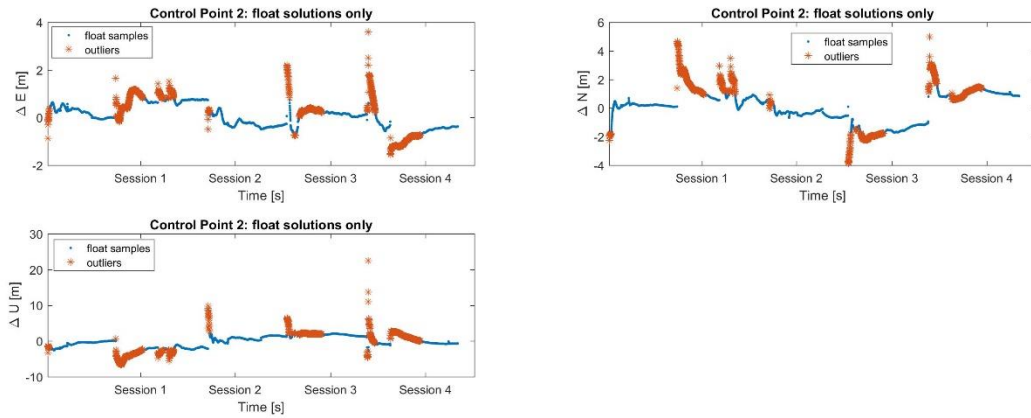 Control Point 2: float solutions only
float samples
outliers
4
2
0
-2
Δ E [m]
Session 1 Session 2 Session 3 Session 4
Time [s]
Control Point 2: float solutions only
float samples
outliers
6
4
2
0
-2
-4
Δ N [m]
Session 1 Session 2 Session 3 Session 4
Time [s]
Control Point 2: float solutions only
float samples
outliers
30
20
10
0
-10
Δ U [m]
Session 1 Session 2 Session 3 Session 4
Time [s]